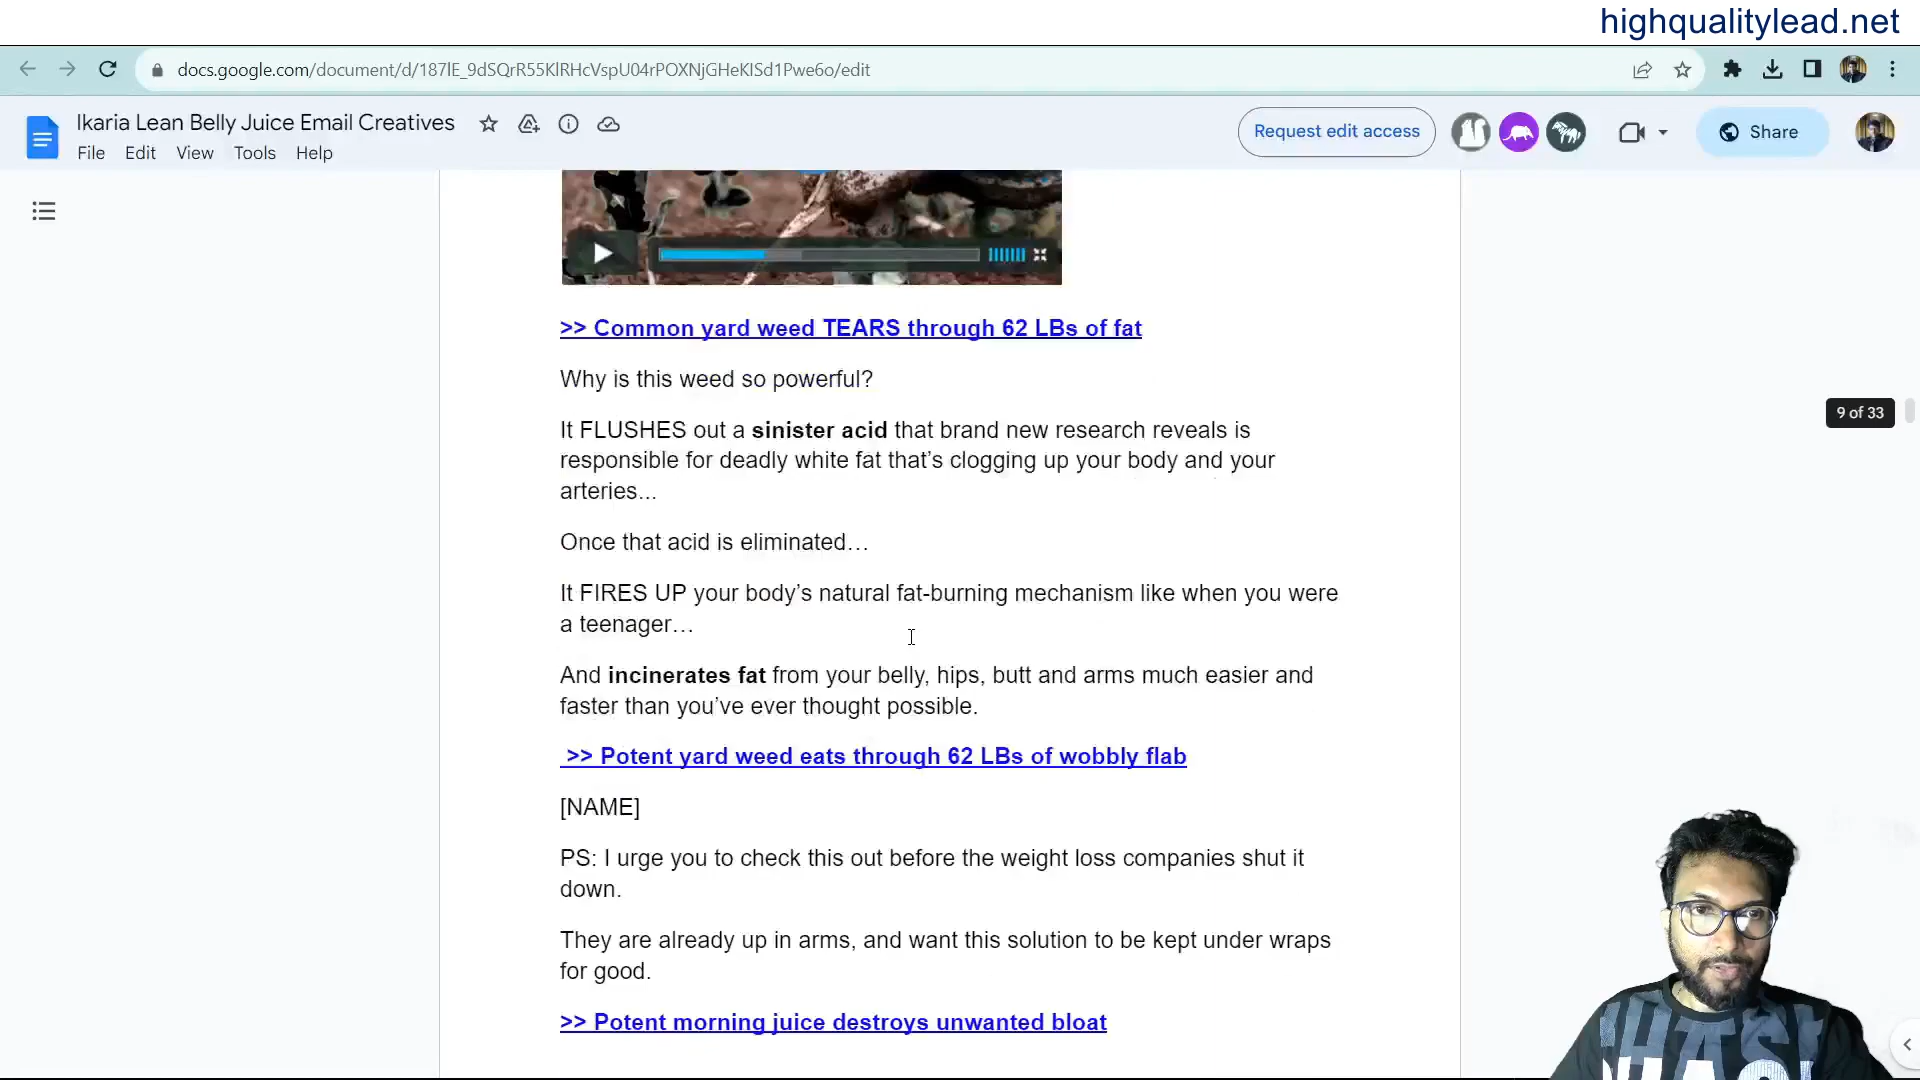 highqualitylead.net
docs.google.com/document/d/187lE_9dSQrR55KlRHcVspU04rPOXNjGHeKISd1Pwe6o/edit
Ikaria Lean Belly Juice Email Creatives
Request edit access
Share
File Edit View Tools Help
>> Common yard weed TEARS through 62 LBs of fat
Why is this weed so powerful?
It FLUSHES out a sinister acid that brand new research reveals is
responsible for deadly white fat that’s clogging up your body and your
arteries...
9 of 33
Once that acid is eliminated…
It FIRES UP your body’s natural fat-burning mechanism like when you were
a teenager…
And incinerates fat from your belly, hips, butt and arms much easier and
faster than you’ve ever thought possible.
>> Potent yard weed eats through 62 LBs of wobbly flab
[NAME]
PS: I urge you to check this out before the weight loss companies shut it
down.
They are already up in arms, and want this solution to be kept under wraps
for good.
>> Potent morning juice destroys unwanted bloat